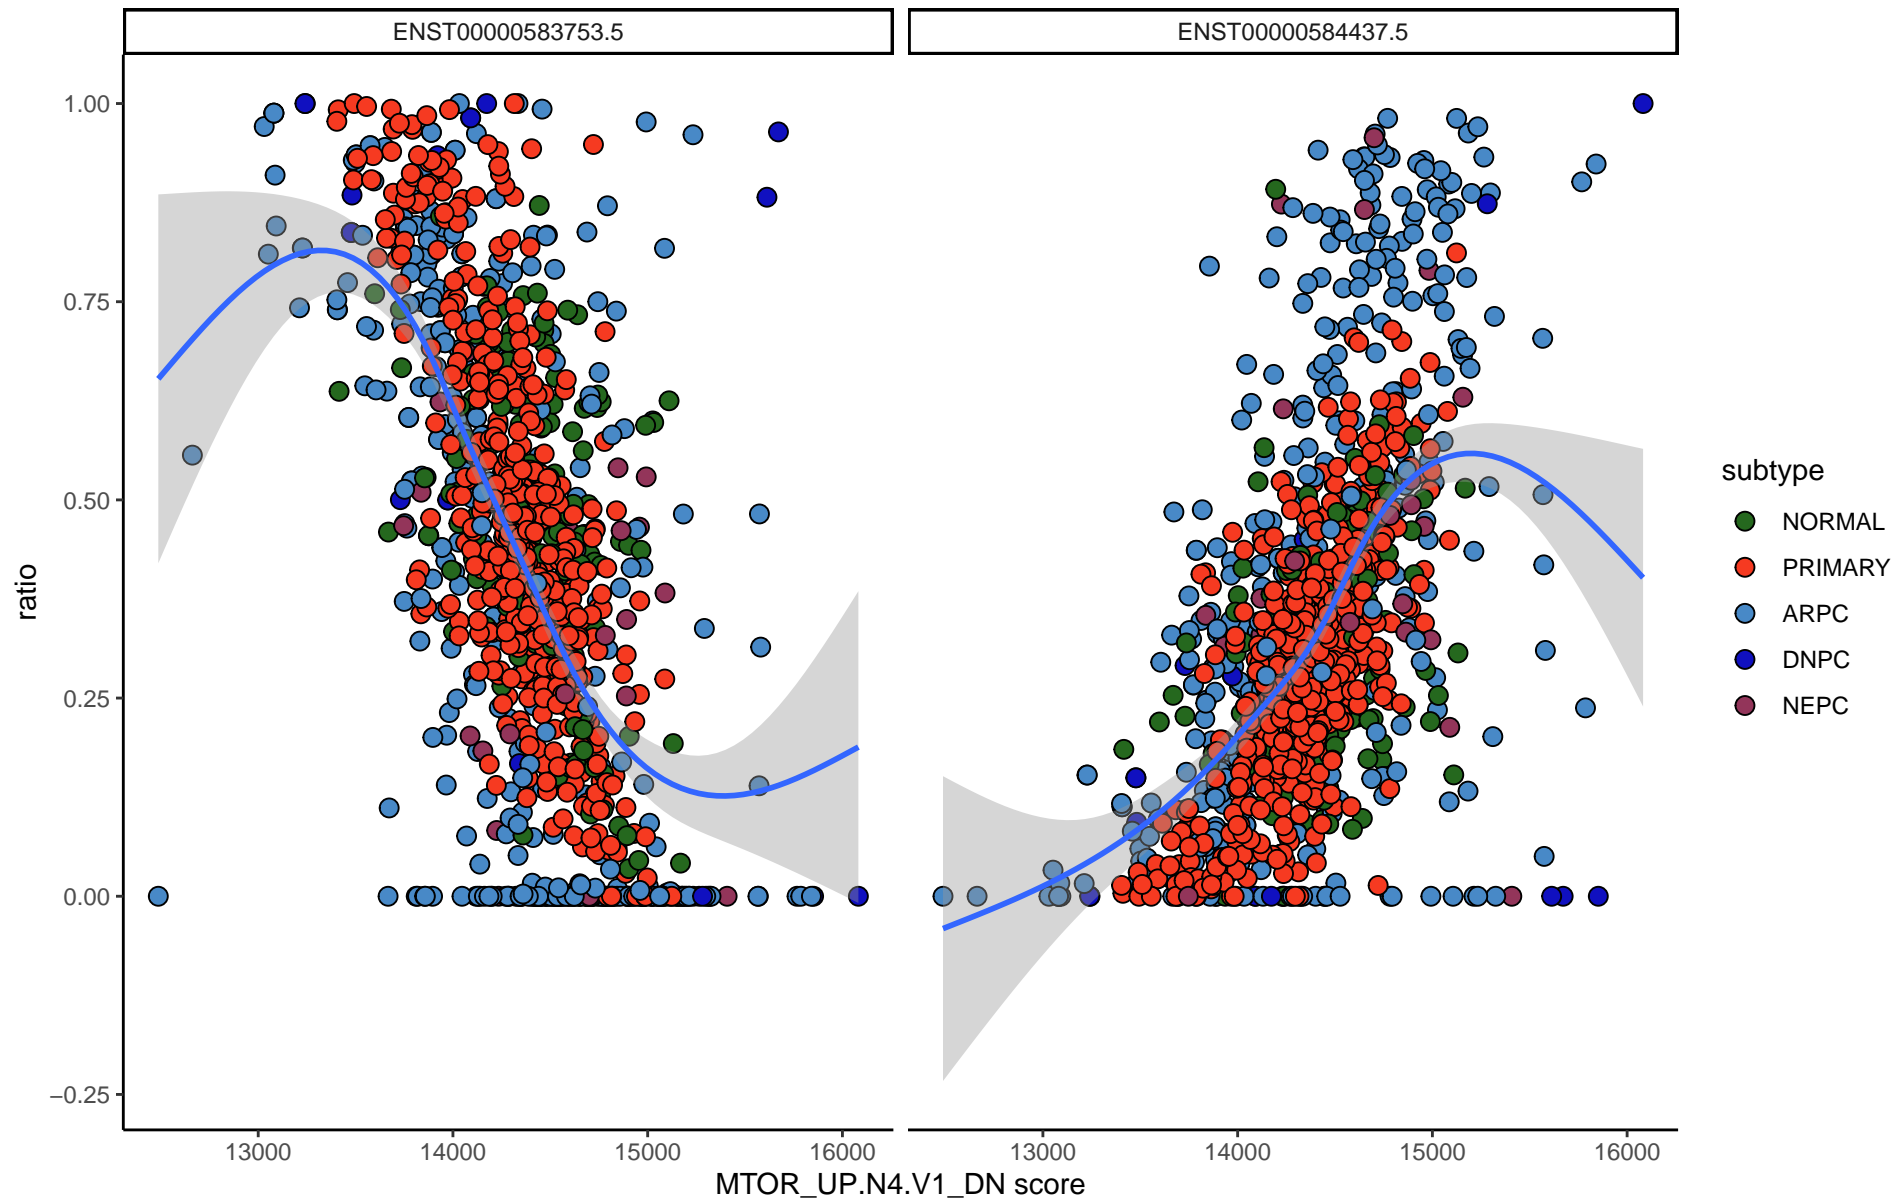 ENST00000583753.5
ENST00000584437.5
1.00
0.75
0.50
0.25
0.00
−0.25
ratio
13000
14000
15000
16000
13000
14000
15000
16000
MTOR_UP.N4.V1_DN score
subtype
NORMAL
PRIMARY
ARPC
DNPC
NEPC